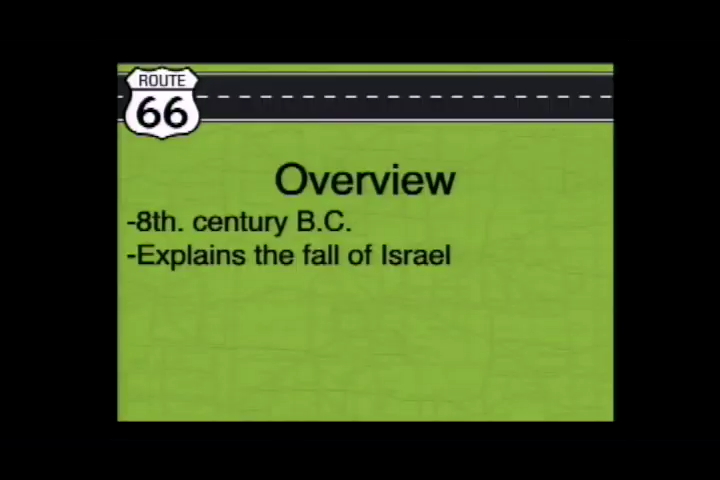 ROUTE
66
Overview
-8th. century B.C.
-Explains the fall of Israel